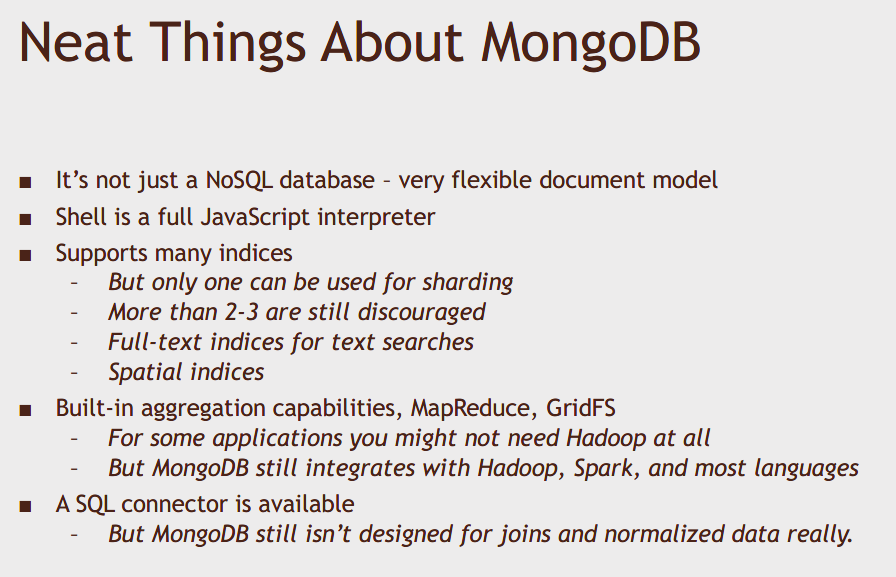 Neat Things About MongoDB
■ It's not just a NoSQL database – very flexible document model
■ Shell is a full JavaScript interpreter
■ Supports many indices
– But only one can be used for sharding
– More than 2-3 are still discouraged
– Full-text indices for text searches
– Spatial indices
■ Built-in aggregation capabilities, MapReduce, GridFS
– For some applications you might not need Hadoop at all
– But MongoDB still integrates with Hadoop, Spark, and most languages
■ A SQL connector is available
– But MongoDB still isn't designed for joins and normalized data really.